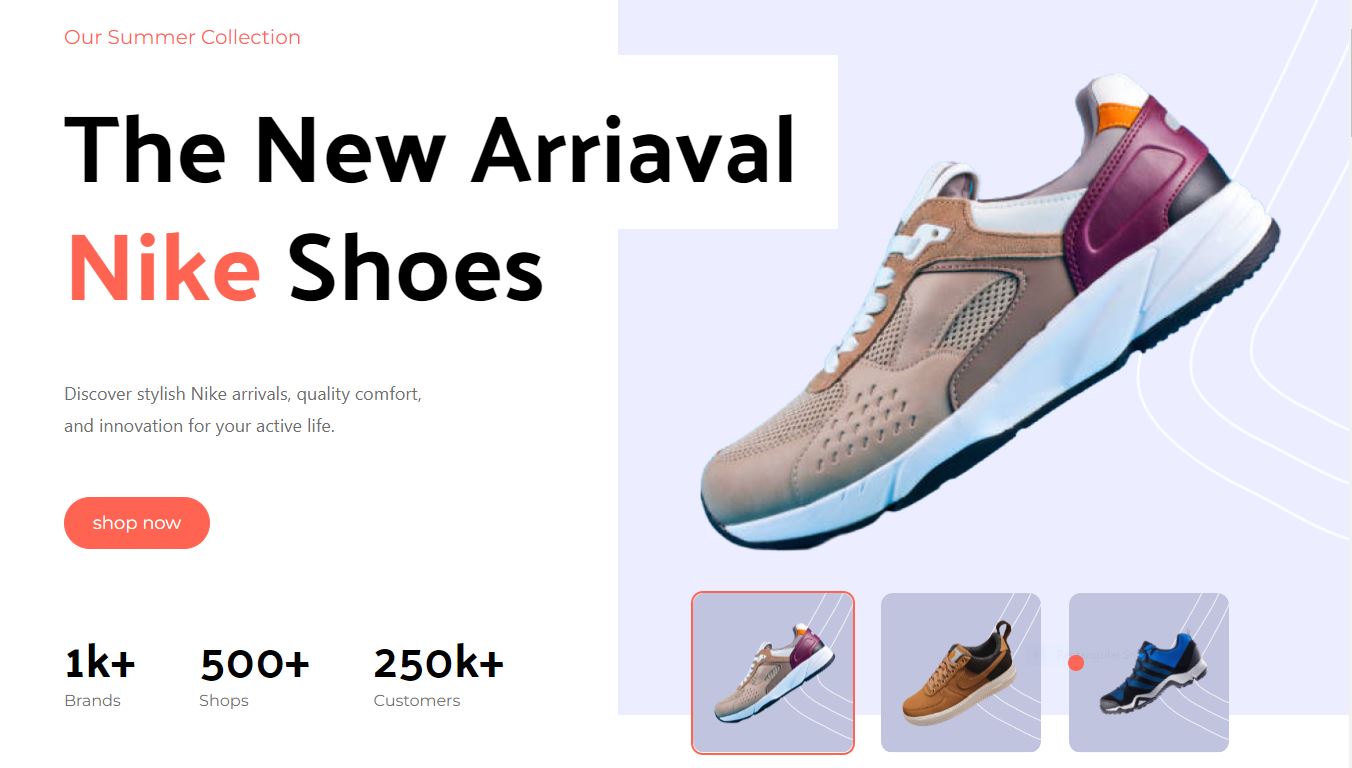 Our Summer Collection
The New Arriaval
Nike Shoes
Discover stylish Nike arrivals, quality comfort,
and innovation for your active life.
shop now
1k+ 500+ 250k+
Brands Shops Customers